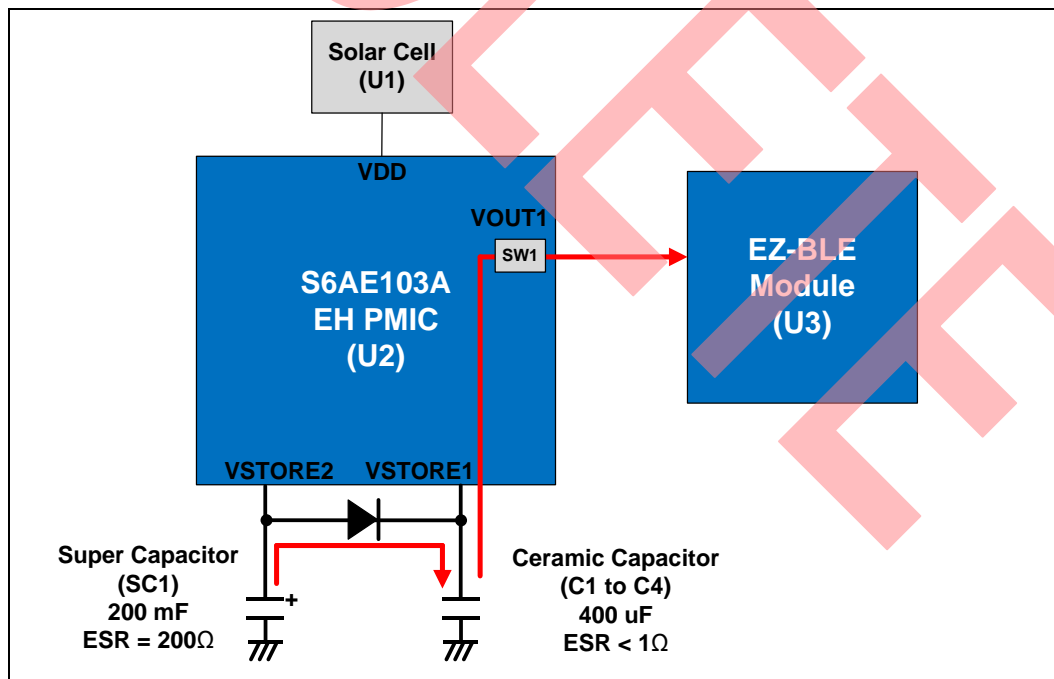 Solar Cell
(U1)
VDD
VOUT1
SW1
S6AE103A
EH PMIC
(U2)
EZ-BLE
Module
(U3)
VSTORE2
VSTORE1
Super Capacitor
(SC1)
200 mF
ESR = 200Ω
+
Ceramic Capacitor
(C1 to C4)
400 uF
ESR < 1Ω